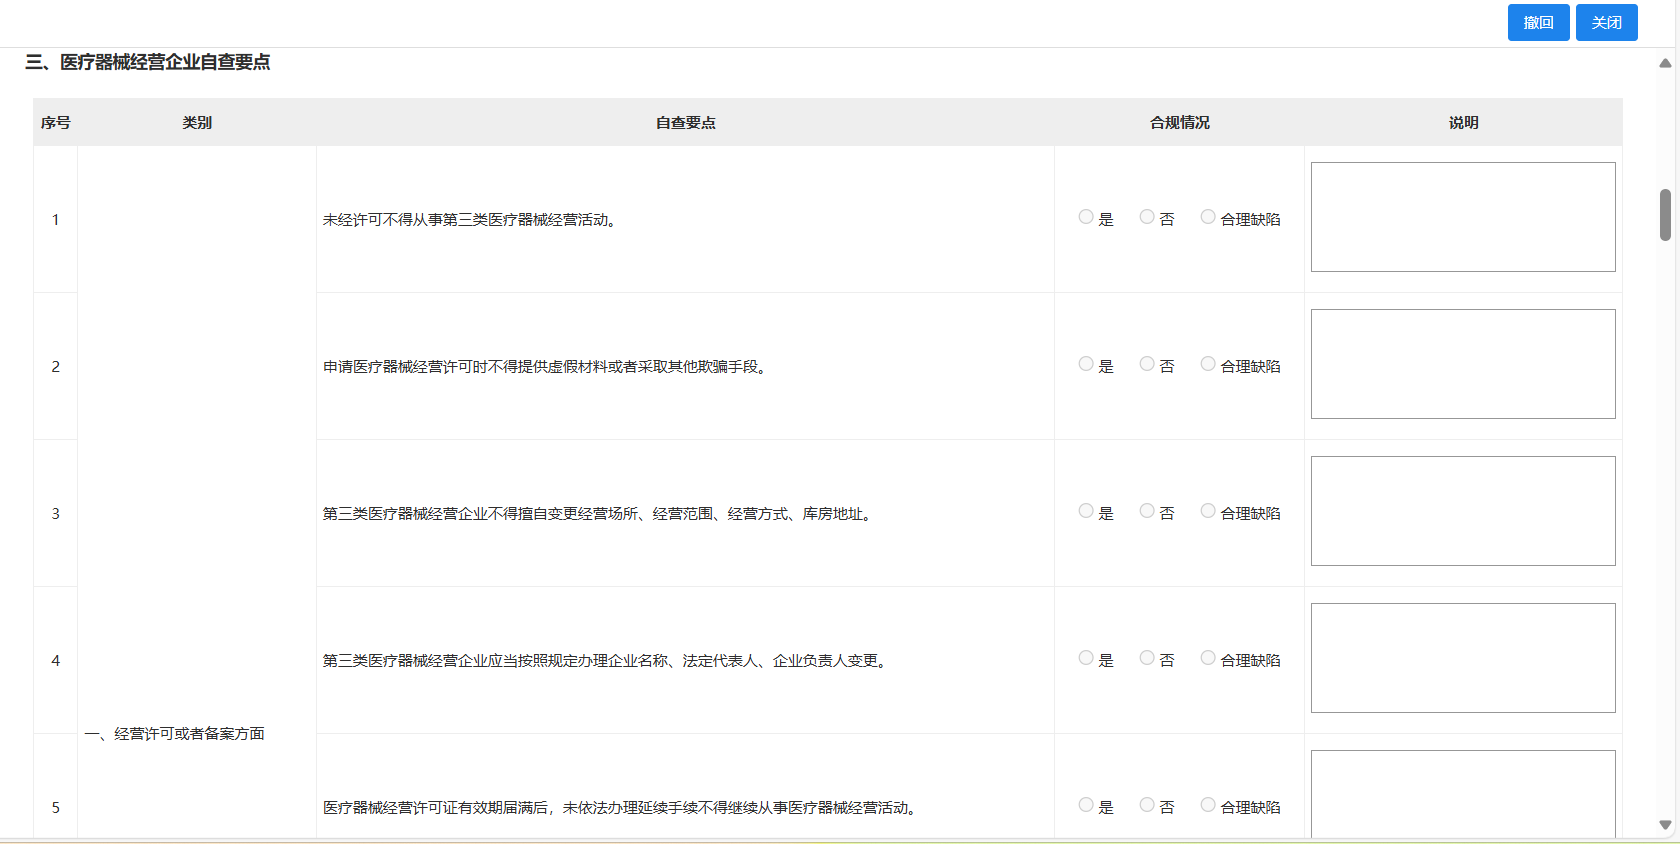 撤回 关闭
三、医疗器械经营企业自查要点
序号 类别 自查要点 合规情况 说明
1 未经许可不得从事第三类医疗器械经营活动。 是 否 合理缺陷
2 申请医疗器械经营许可时不得提供虚假材料或者采取其他欺骗手段。 是 否 合理缺陷
3 第三类医疗器械经营企业不得擅自变更经营场所、经营范围、经营方式、库房地址。 是 否 合理缺陷
4 第三类医疗器械经营企业应当按照规定办理企业名称、法定代表人、企业负责人变更。 是 否 合理缺陷
一、经营许可或者备案方面
5 医疗器械经营许可证有效期届满后，未依法办理延续手续不得继续从事医疗器械经营活动。 是 否 合理缺陷